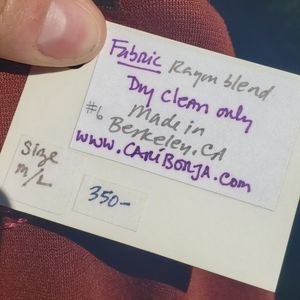 Fabric Rayon blend
Dry Clean only
#6 Made in
Berkeley, CA
www.CARiBORJA.com
Size
M/L
350-